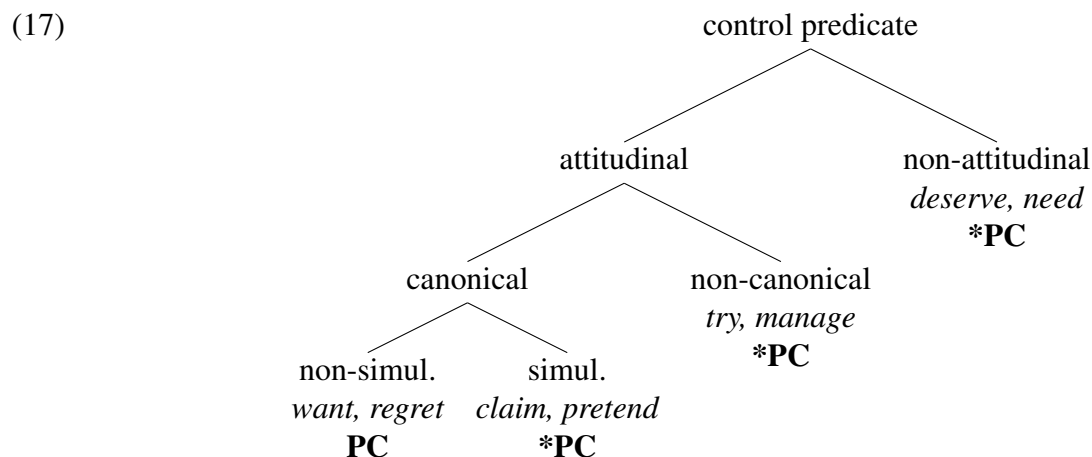 (17) control predicate
attitudinal non-attitudinal
deserve, need
*PC
canonical non-canonical
try, manage
*PC
non-simul. simul.
want, regret claim, pretend
PC *PC